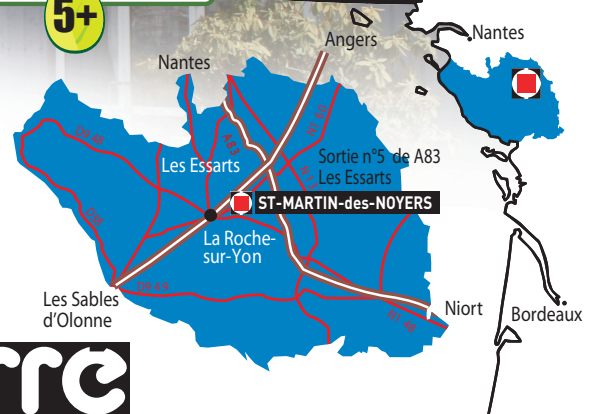 5+
Angers
Nantes
Nantes
Les Essarts
A83
Sortie n°5 de A83
Les Essarts
ST-MARTIN-des-NOYERS
La Roche-
sur-Yon
Les Sables
d'Olonne
Niort
Bordeaux
rre